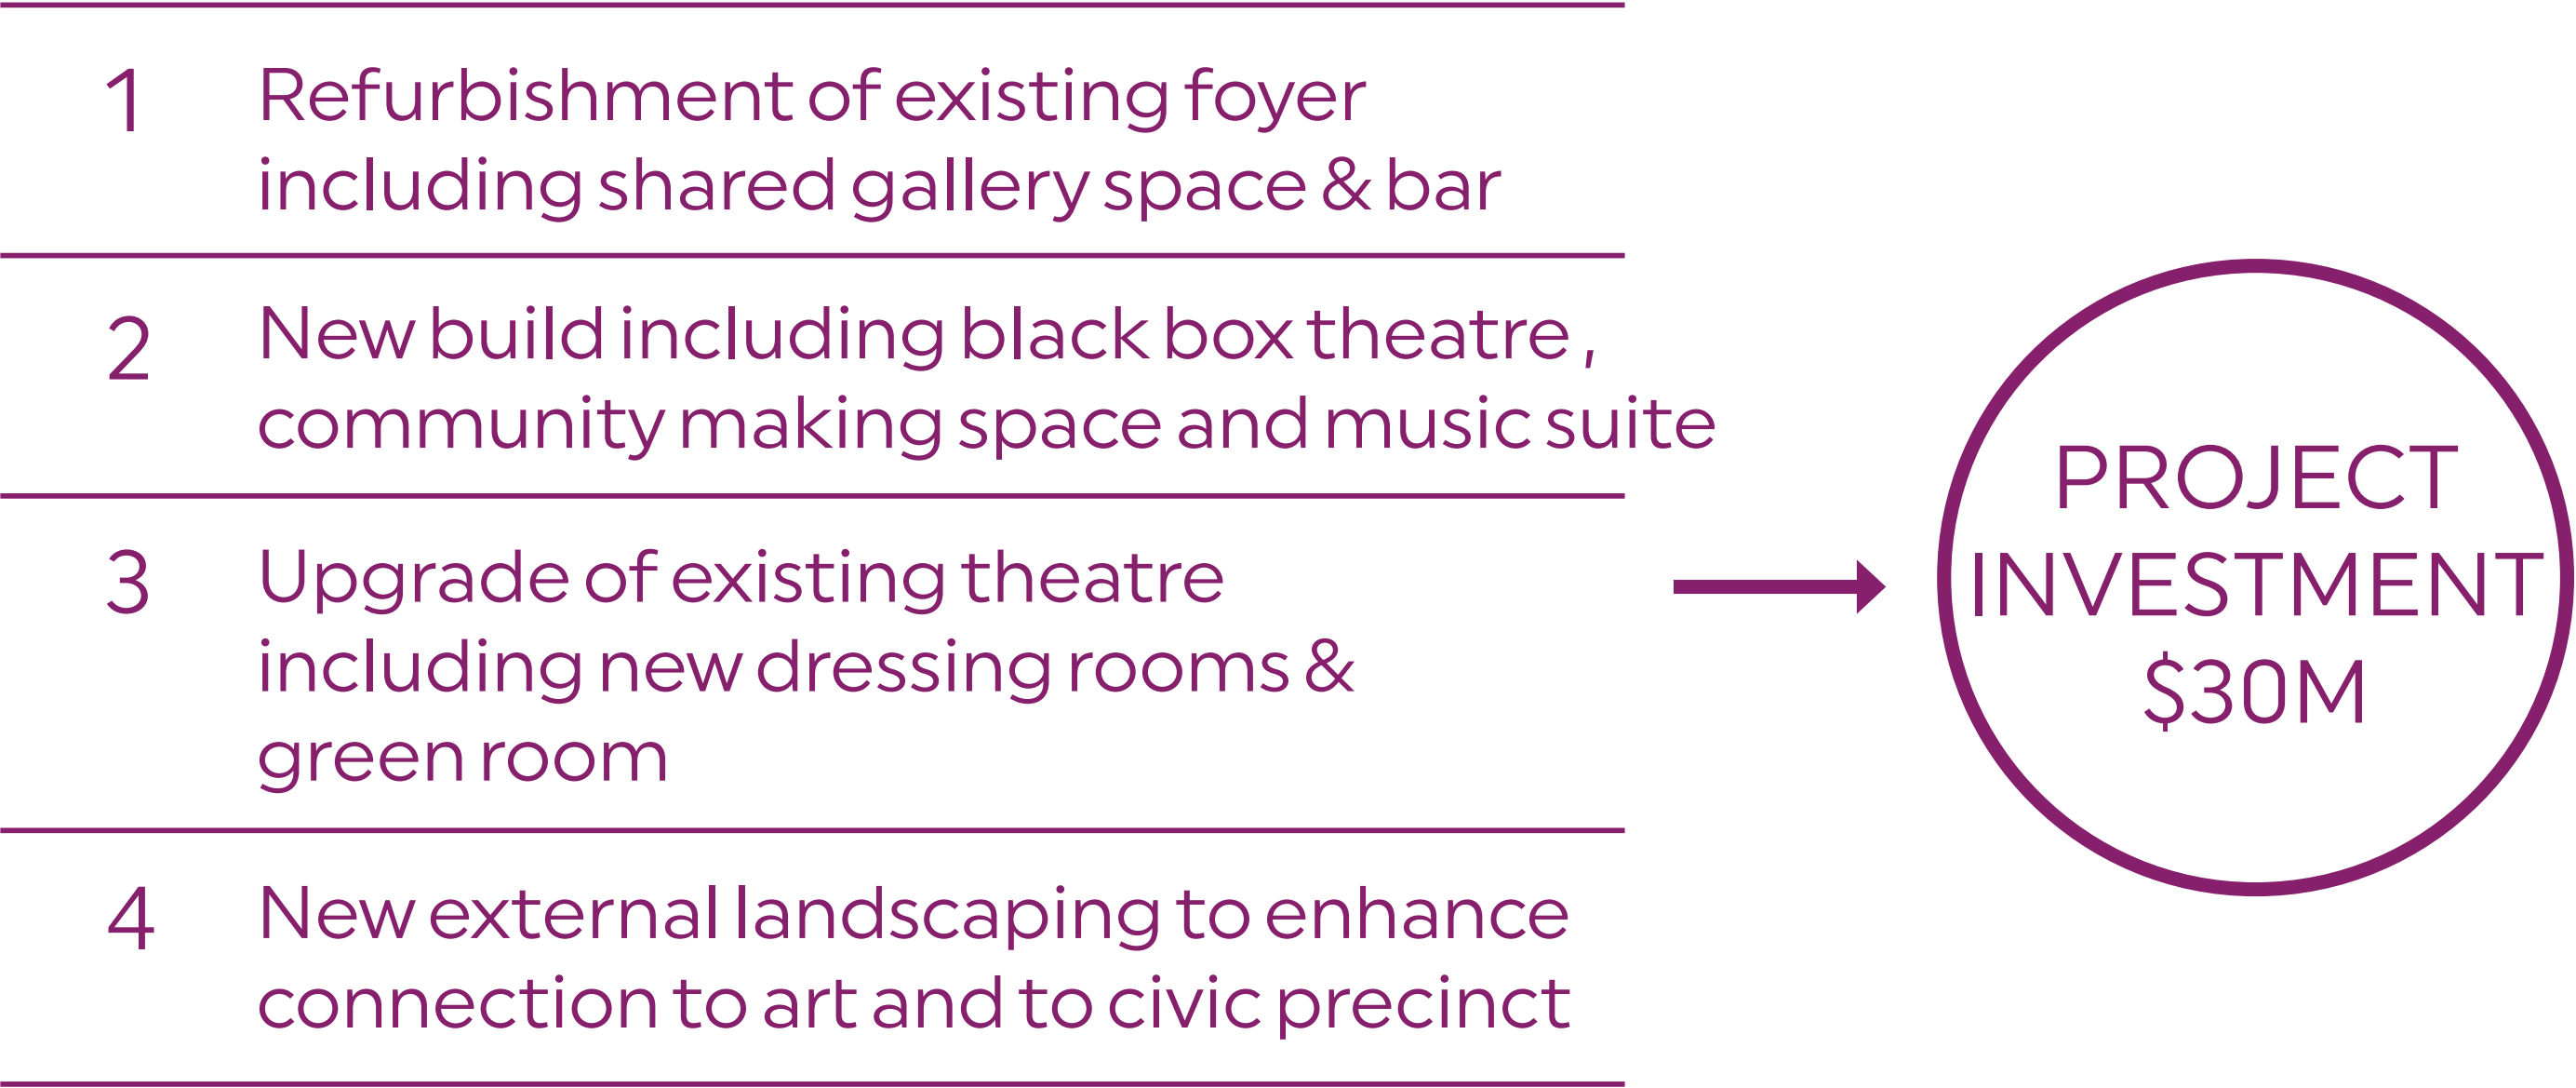 1 Refurbishment of existing foyer
including shared gallery space & bar
2 New build including black box theatre ,
community making space and music suite
3 Upgrade of existing theatre
including new dressing rooms &
green room
4 New external landscaping to enhance
connection to art and to civic precinct
PROJECT
INVESTMENT
$30M